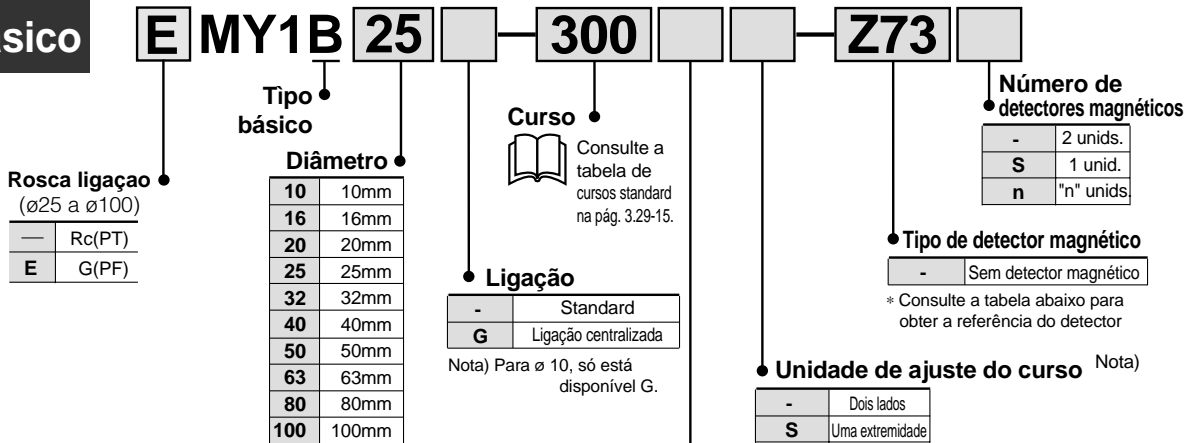 sico
E MY1B 25 — 300 — Z73
Tìpo
básico
Rosca ligaçao
(ø25 a ø100)
— Rc(PT)
E G(PF)
Diâmetro
10 10mm
16 16mm
20 20mm
25 25mm
32 32mm
40 40mm
50 50mm
63 63mm
80 80mm
100 100mm
Curso
Consulte a
tabela de
cursos standard
na pág. 3.29-15.
Ligação
- Standard
G Ligação centralizada
Nota) Para ø 10, só está
disponível G.
Número de
detectores magnéticos
- 2 unids.
S 1 unid.
n "n" unids.
Tipo de detector magnético
- Sem detector magnético
* Consulte a tabela abaixo para
obter a referência do detector
Unidade de ajuste do curso Nota)
- Dois lados
S Uma extremidade